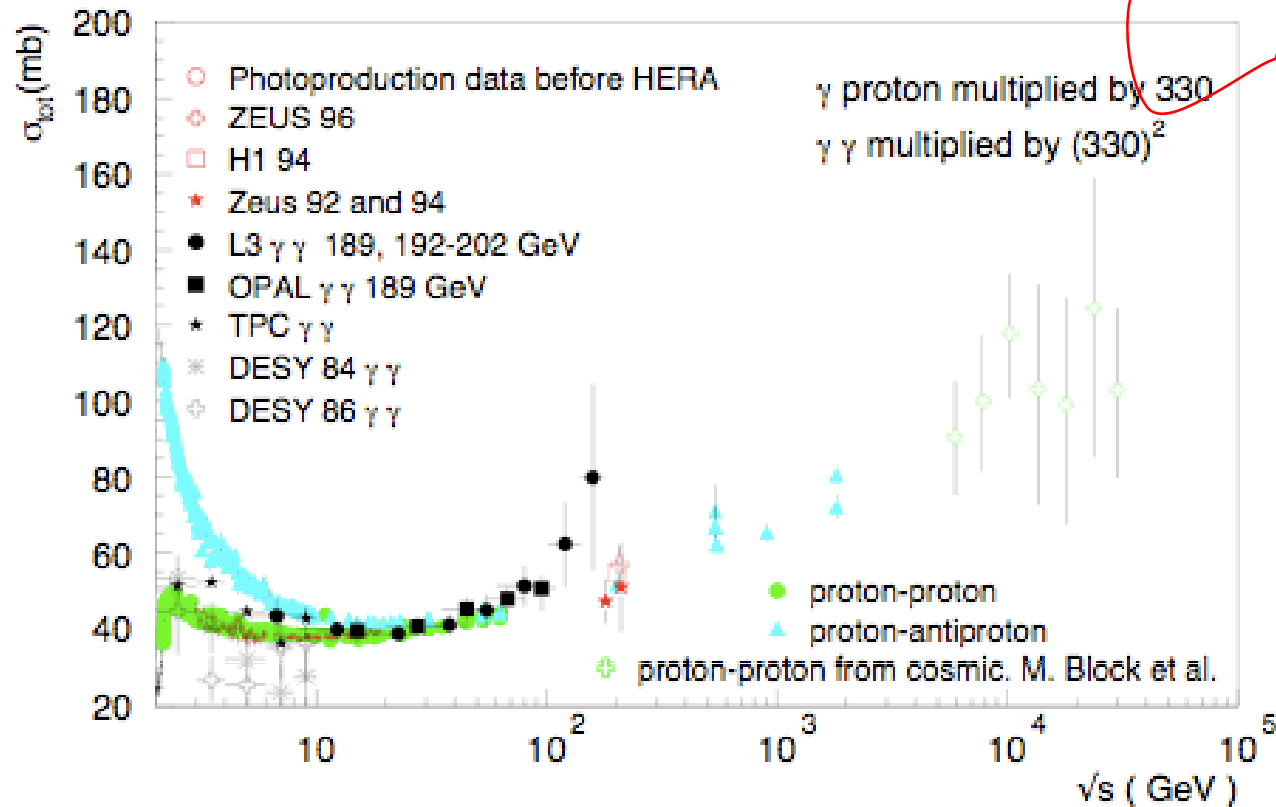 200
180
160
140
120
100
80
60
40
20
σtot(mb)
Photoproduction data before HERA
ZEUS 96
H1 94
Zeus 92 and 94
L3 γ γ 189, 192-202 GeV
OPAL γ γ 189 GeV
TPC γ γ
DESY 84 γ γ
DESY 86 γ γ
γ proton multiplied by 330
γ γ multiplied by (330)²
proton-proton
proton-antiproton
proton-proton from cosmic. M. Block et al.
10
10²
10³
10⁴
10⁵
√s ( GeV )